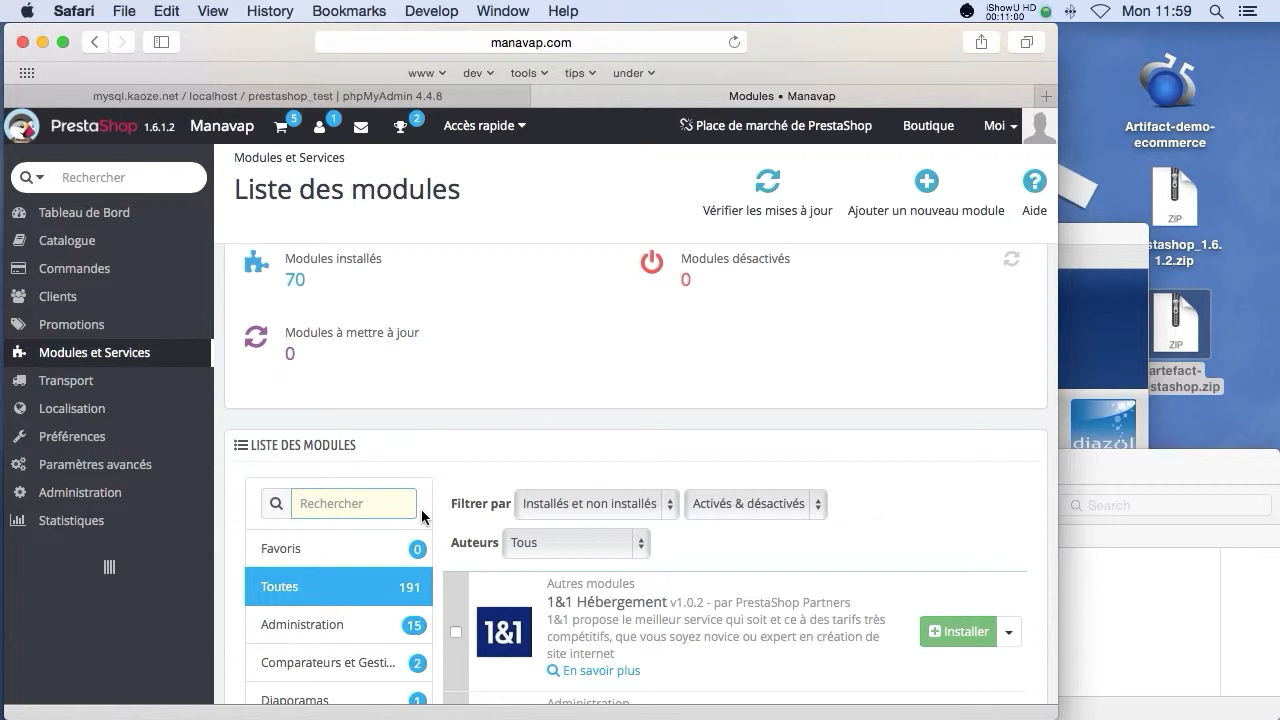 Safari File Edit View History Bookmarks Develop Window Help
iShowU HD
00:11:00
Mon 11:59
manavap.com
www dev tools tips under
mysql.kaoze.net / localhost / prestashop_test | phpMyAdmin 4.4.8
Modules • Manavap
PrestaShop 1.6.1.2 Manavap 5 1 2 Accès rapide
Place de marché de PrestaShop Boutique Moi
Rechercher
Tableau de Bord
Catalogue
Commandes
Clients
Promotions
Modules et Services
Transport
Localisation
Préférences
Paramètres avancés
Administration
Statistiques
Modules et Services
Liste des modules
Vérifier les mises à jour
Ajouter un nouveau module
Aide
Modules installés
70
Modules désactivés
0
Modules à mettre à jour
0
LISTE DES MODULES
Rechercher
Favoris 0
Toutes 191
Administration 15
Comparateurs et Gesti... 2
Diaporamas 1
Filtrer par Installés et non installés Activés & désactivés
Auteurs Tous
Autres modules
1&1
1&1 Hébergement v1.0.2 - par PrestaShop Partners
1&1 propose le meilleur service qui soit et ce à des tarifs très
compétitifs, que vous soyez novice ou expert en création de
site internet
En savoir plus
Installer
Administration
Artifact-demo-
ecommerce
ZIP
stashop_1.6.
1.2.zip
ZIP
artefact-
stashop.zip
diazol
Search